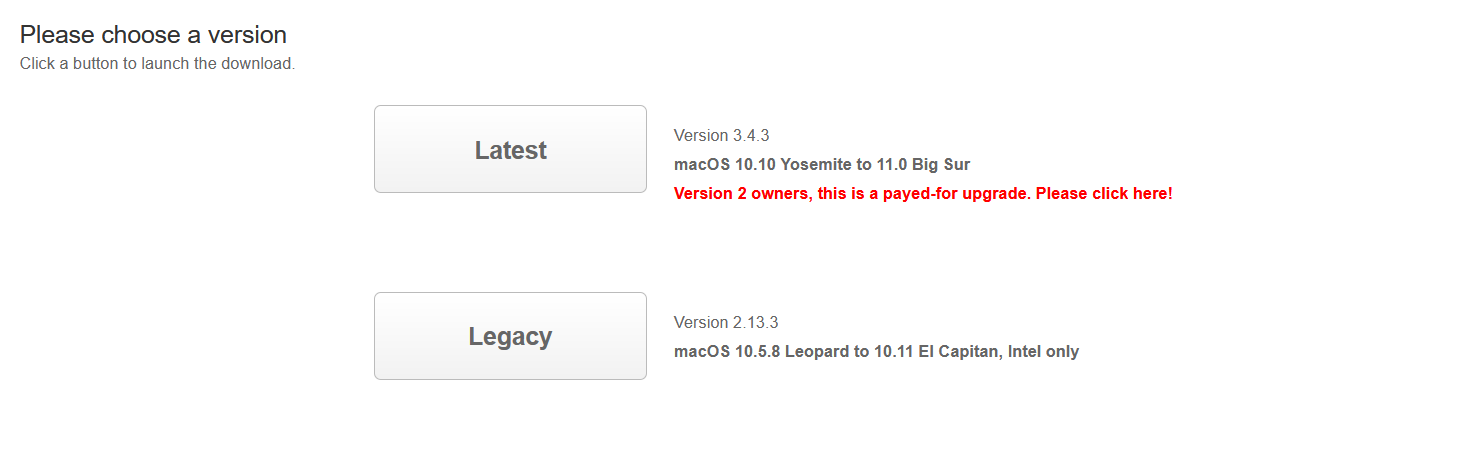 Please choose a version
Click a button to launch the download.
Latest
Version 3.4.3
macOS 10.10 Yosemite to 11.0 Big Sur
Version 2 owners, this is a payed-for upgrade. Please click here!
Legacy
Version 2.13.3
macOS 10.5.8 Leopard to 10.11 El Capitan, Intel only